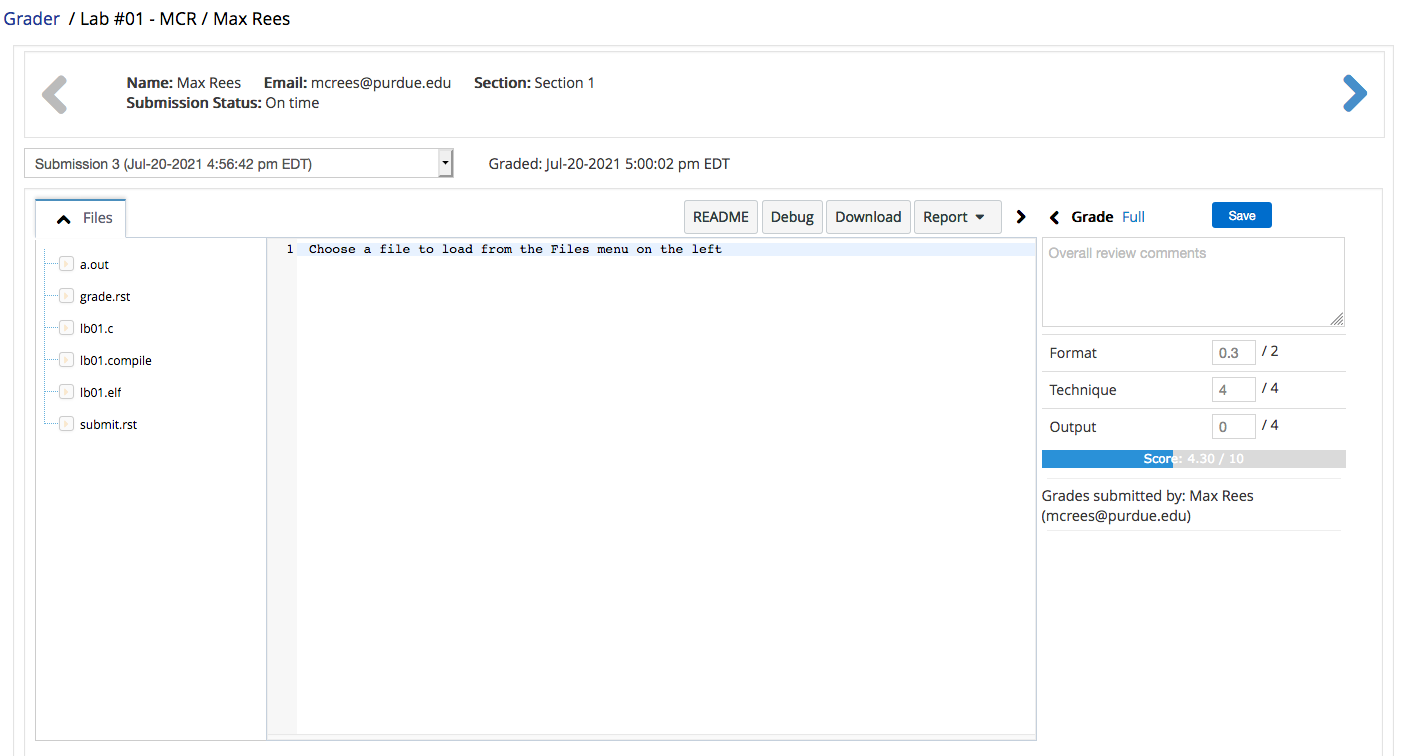 Grader / Lab #01 - MCR / Max Rees
Name: Max Rees Email: mcrees@purdue.edu Section: Section 1
Submission Status: On time
Submission 3 (Jul-20-2021 4:56:42 pm EDT) Graded: Jul-20-2021 5:00:02 pm EDT
Files README Debug Download Report Grade Full Save
1 Choose a file to load from the Files menu on the left
Overall review comments
a.out
grade.rst
lb01.c
lb01.compile
lb01.elf
submit.rst
Format 0.3 / 2
Technique 4 / 4
Output 0 / 4
Score: 4.30 / 10
Grades submitted by: Max Rees
(mcrees@purdue.edu)